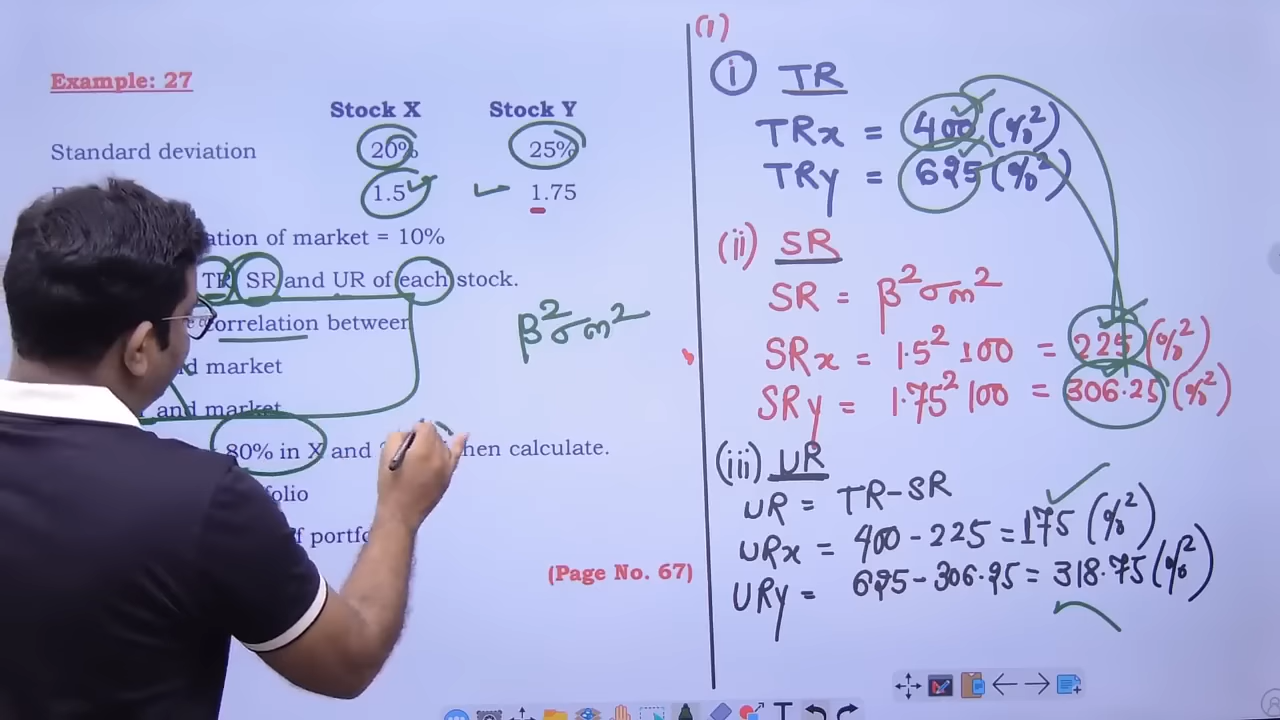 Example: 27
Stock X Stock Y
Standard deviation 20% 25%
1.5 1.75
ation of market = 10%
TR SR and UR of each stock.
correlation between
β²σm²
d market
and market
80% in X and hen calculate.
folio
f portfo
(Page No. 67)
(1)
(i) TR
TRx = 400 (%²)
TRy = 625 (%²)
(ii) SR
SR = β²σm²
SRx = 1.5² 100 = 225 (%²)
SRy = 1.75² 100 = 306.25 (%²)
(iii) UR
UR = TR-SR
URx = 400 - 225 = 175 (%²)
URy = 625 - 306.25 = 318.75 (%²)